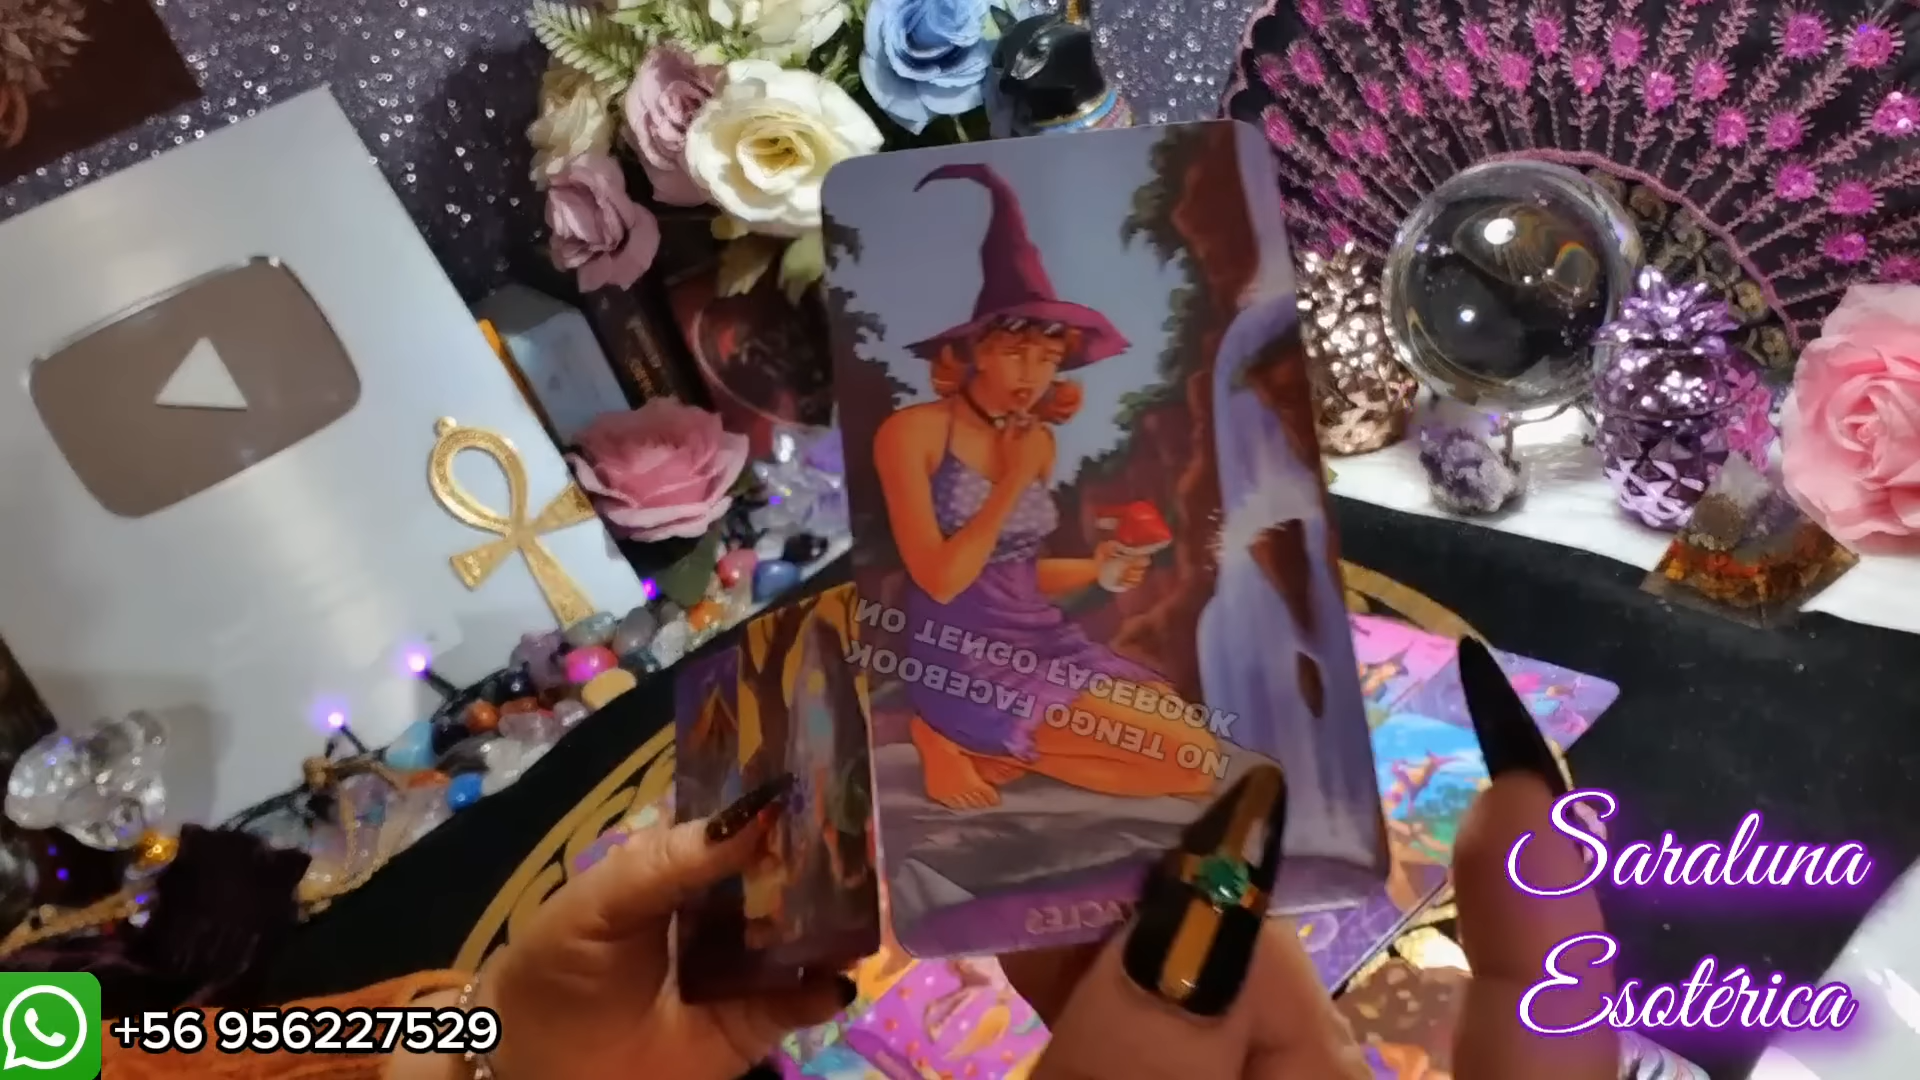 NO TENGO FACEBOOK
NO TENGO FACEBOOK
Saraluna
Esotérica
+56 956227529